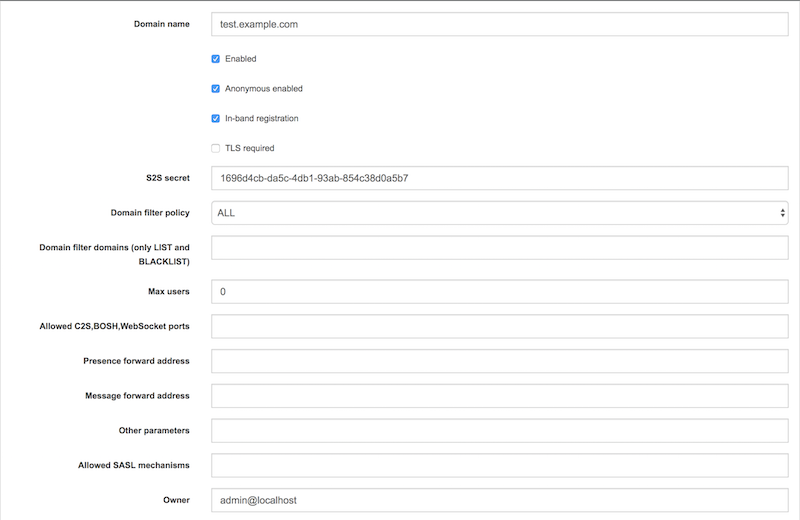 Domain name test.example.com
Enabled
Anonymous enabled
In-band registration
TLS required
S2S secret 1696d4cb-da5c-4db1-93ab-854c38d0a5b7
Domain filter policy ALL
Domain filter domains (only LIST and
BLACKLIST)
Max users 0
Allowed C2S,BOSH,WebSocket ports
Presence forward address
Message forward address
Other parameters
Allowed SASL mechanisms
Owner admin@localhost